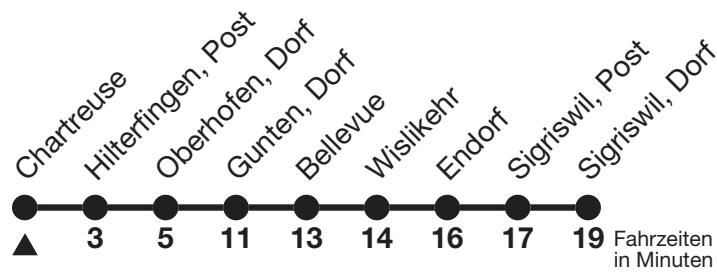 Chartreuse
Hilterfingen, Post
Oberhofen, Dorf
Gunten, Dorf
Bellevue
Wislikehr
Endorf
Sigriswil, Post
Sigriswil, Dorf
3 5 11 13 14 16 17 19 Fahrzeiten
in Minuten